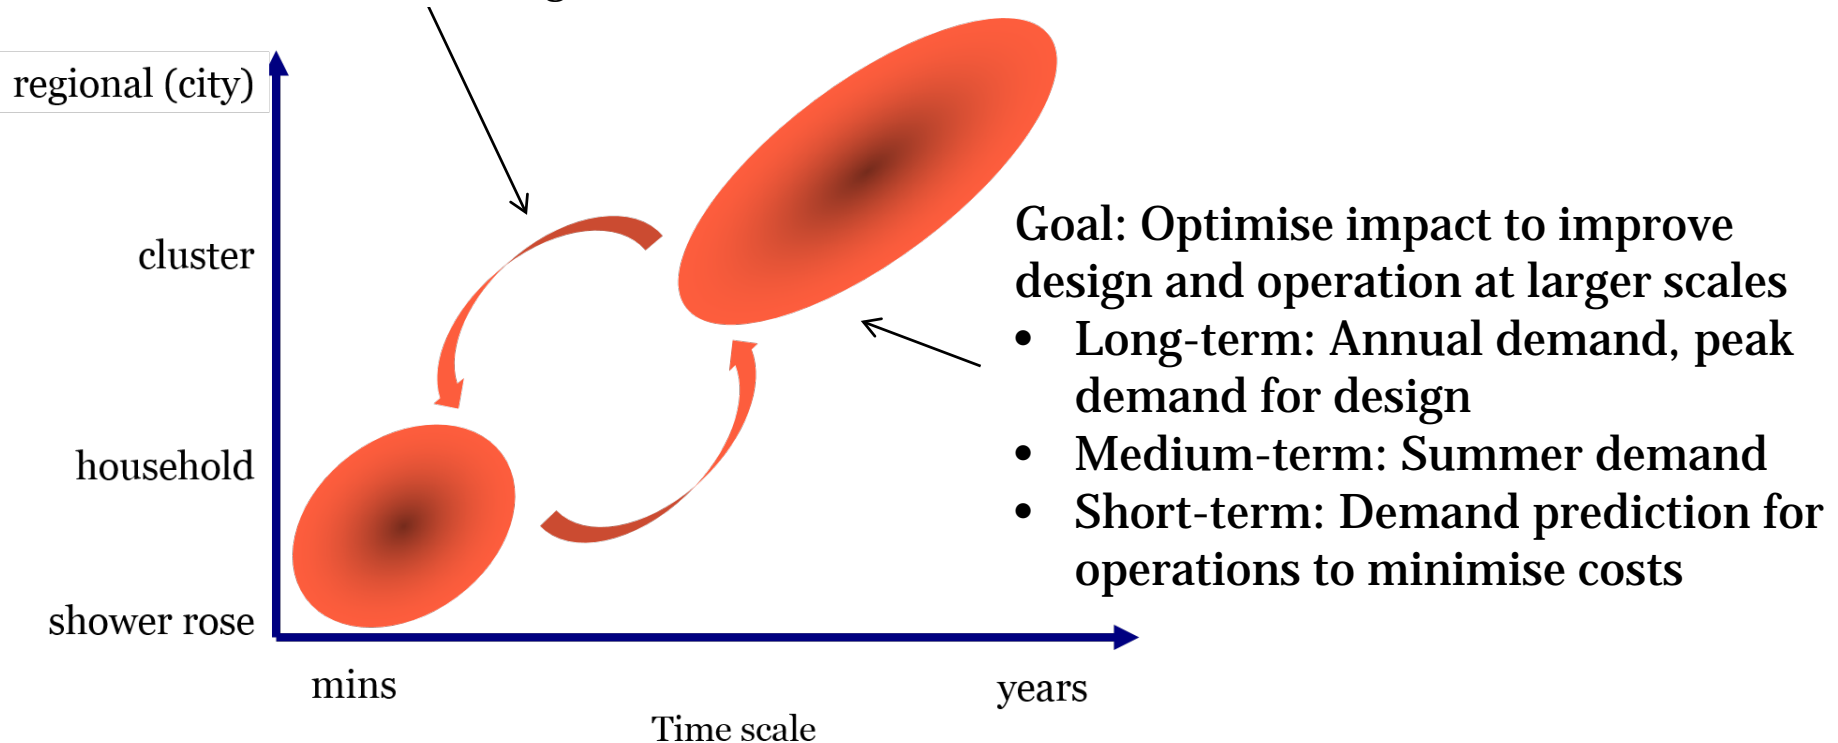 regional (city)
cluster
household
shower rose
mins
years
Time scale
Goal: Optimise impact to improve
design and operation at larger scales
• Long-term: Annual demand, peak
demand for design
• Medium-term: Summer demand
• Short-term: Demand prediction for
operations to minimise costs